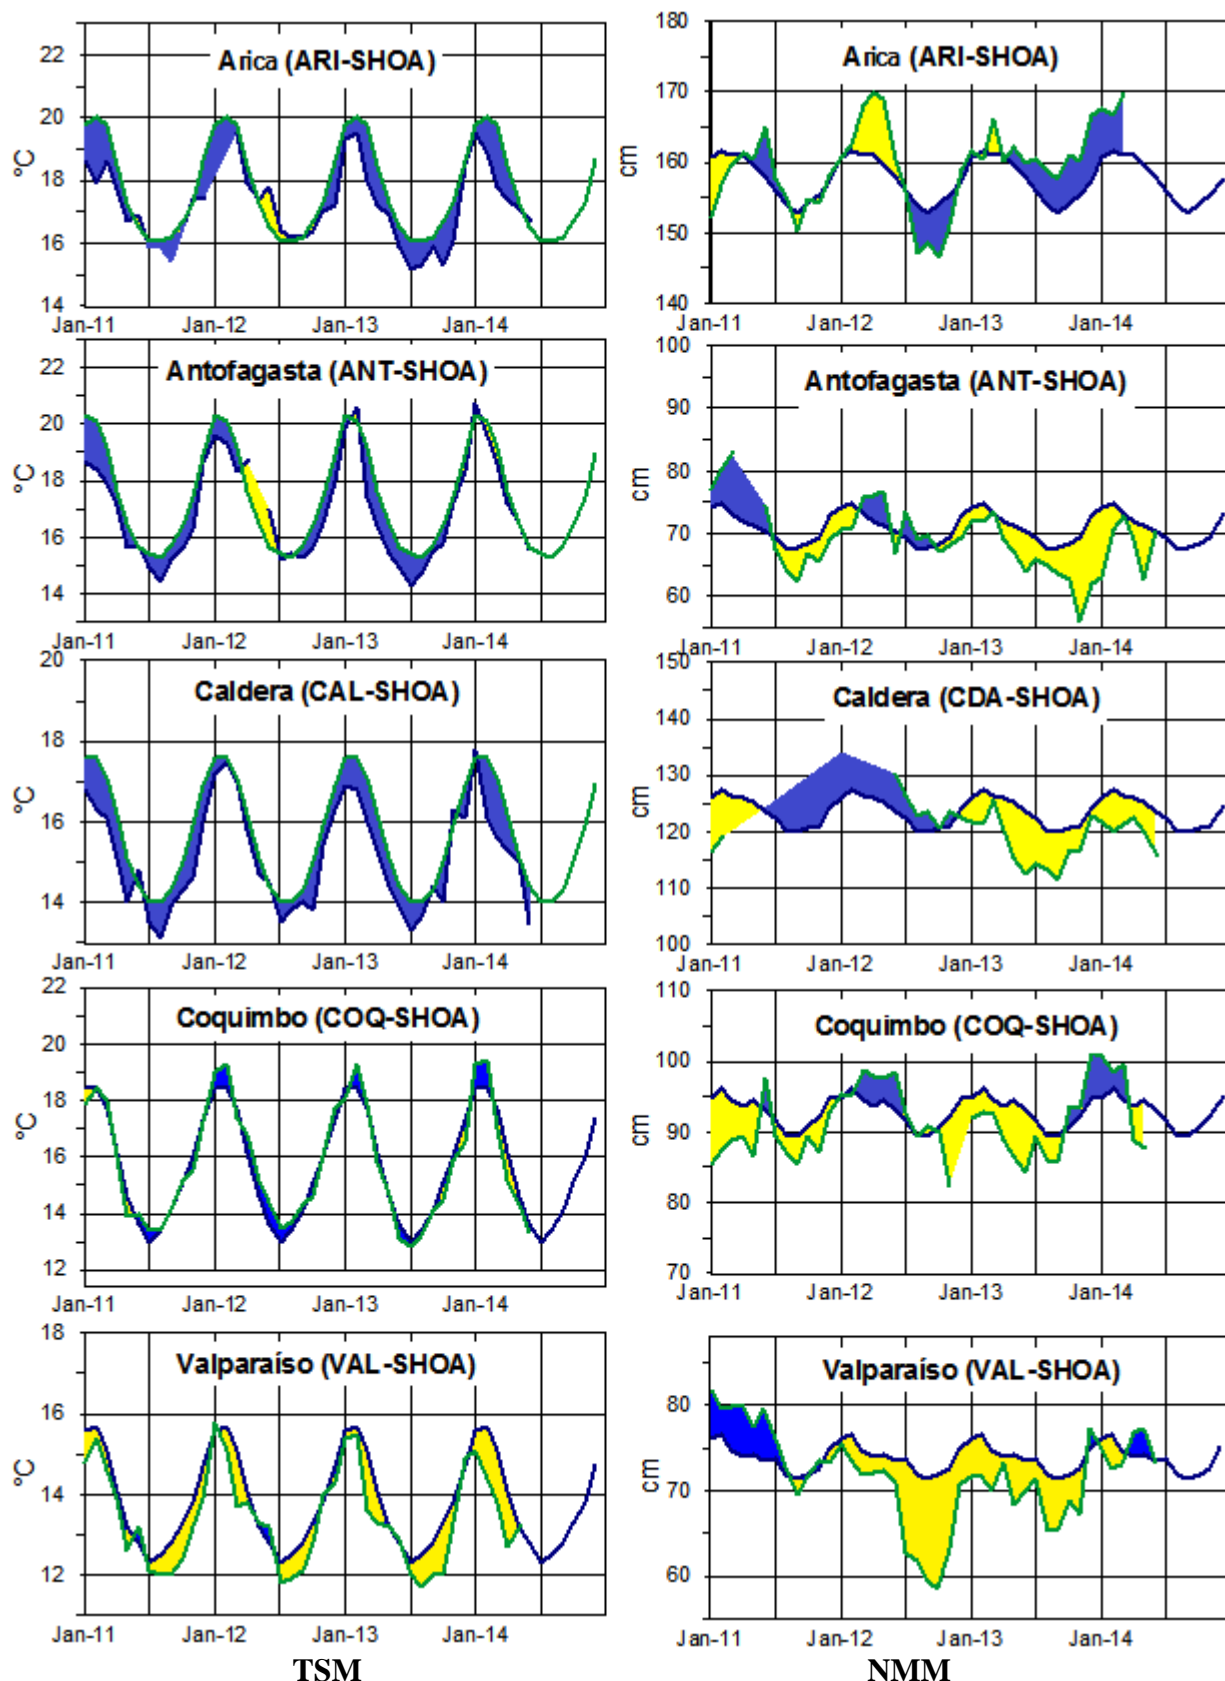 Arica (ARI-SHOA)
°C
22
20
18
16
14
Jan-11 Jan-12 Jan-13 Jan-14
Arica (ARI-SHOA)
cm
180
170
160
150
140
Jan-11 Jan-12 Jan-13 Jan-14
Antofagasta (ANT-SHOA)
°C
22
20
18
16
14
Jan-11 Jan-12 Jan-13 Jan-14
Antofagasta (ANT-SHOA)
cm
100
90
80
70
60
Jan-11 Jan-12 Jan-13 Jan-14
Caldera (CAL-SHOA)
°C
20
18
16
14
Jan-11 Jan-12 Jan-13 Jan-14
Caldera (CDA-SHOA)
cm
150
140
130
120
110
100
Jan-11 Jan-12 Jan-13 Jan-14
Coquimbo (COQ-SHOA)
°C
22
20
18
16
14
12
Jan-11 Jan-12 Jan-13 Jan-14
Coquimbo (COQ-SHOA)
cm
110
100
90
80
70
Jan-11 Jan-12 Jan-13 Jan-14
Valparaíso (VAL-SHOA)
°C
18
16
14
12
Jan-11 Jan-12 Jan-13 Jan-14
Valparaíso (VAL-SHOA)
cm
80
70
60
Jan-11 Jan-12 Jan-13 Jan-14
TSM
NMM